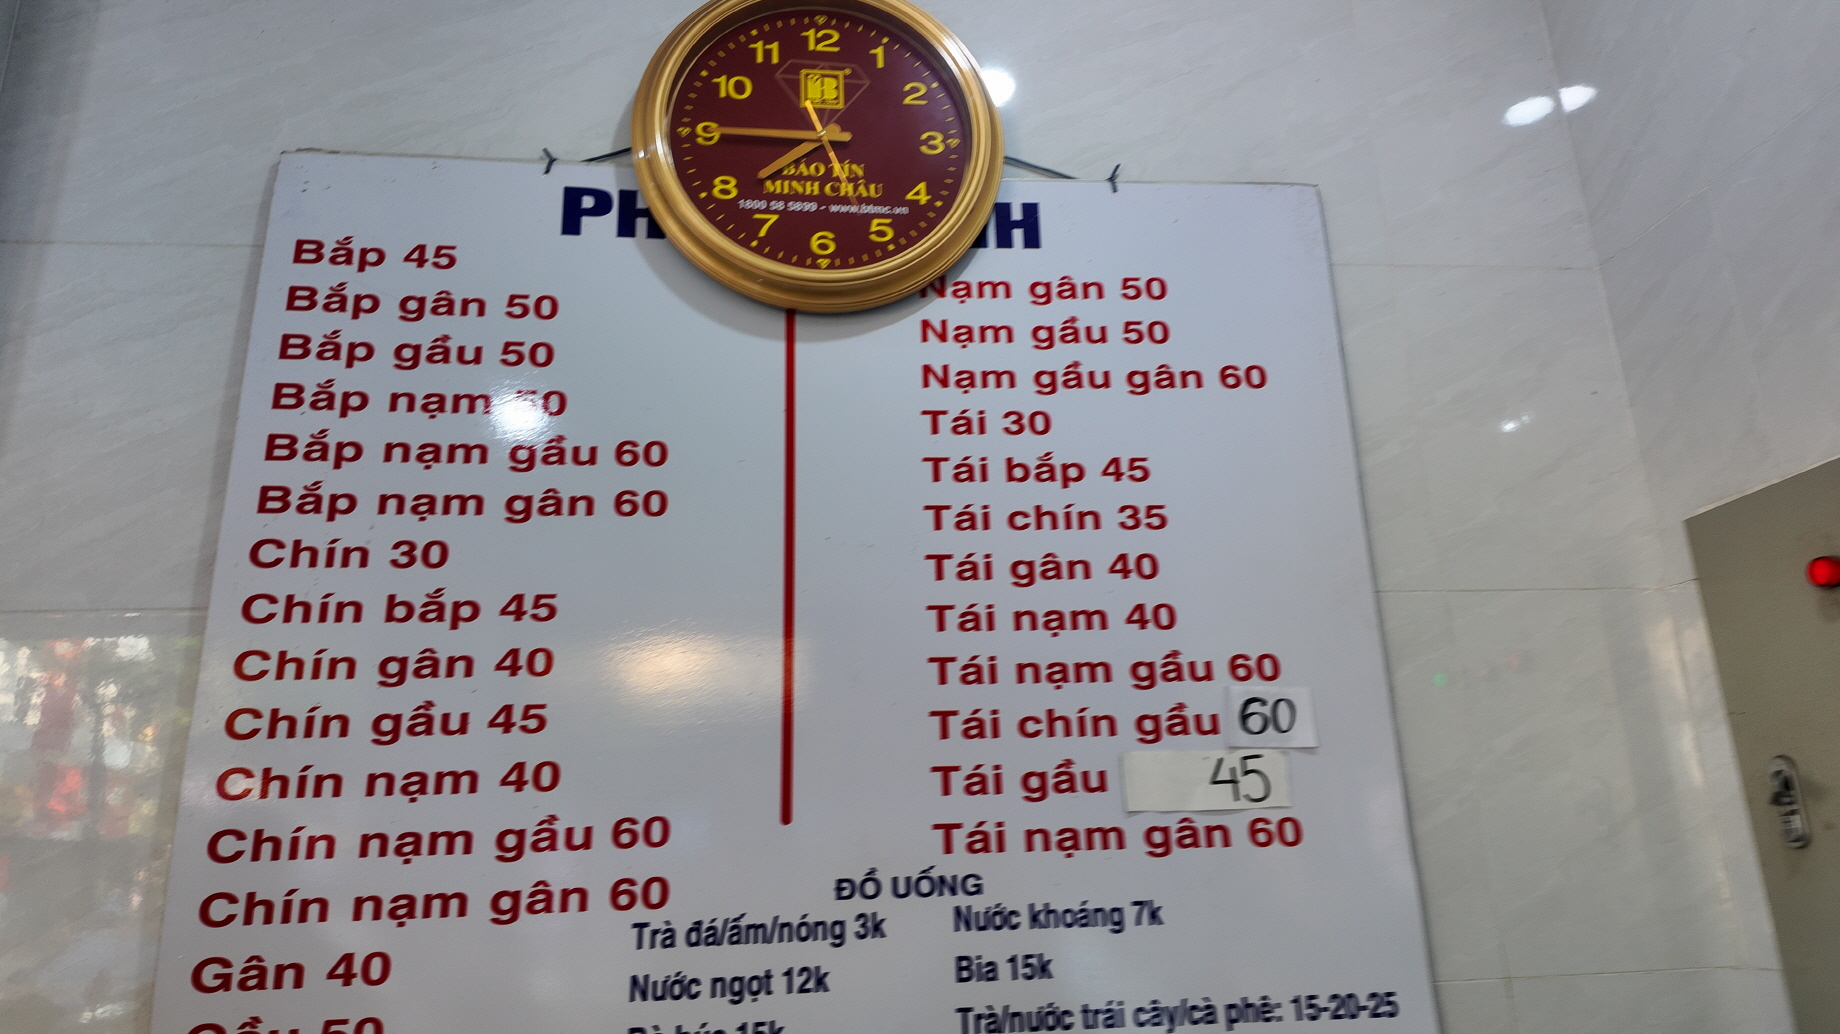 12
1
2
3
4
5
6
7
8
9
10
11
BẢO TÍN
MINH CHÂU
1800 58 5899 - www.btmc.vn
PH
Bắp 45
Bắp gân 50
Bắp gầu 50
Bắp nạm
Bắp nạm gầu 60
Bắp nạm gân 60
Chín 30
Chín bắp 45
Chín gân 40
Chín gầu 45
Chín nạm 40
Chín nạm gầu 60
Chín nạm gân 60
Gân 40
Nạm gân 50
Nạm gầu 50
Nạm gầu gân 60
Tái 30
Tái bắp 45
Tái chín 35
Tái gân 40
Tái nạm 40
Tái nạm gầu 60
Tái chín gầu 60
Tái gầu 45
Tái nạm gân 60
ĐỒ UỐNG
Trà đá/ấm/nóng 3k
Nước ngọt 12k
Nước khoáng 7k
Bia 15k
Trà/nước trái cây/cà phê: 15-20-25